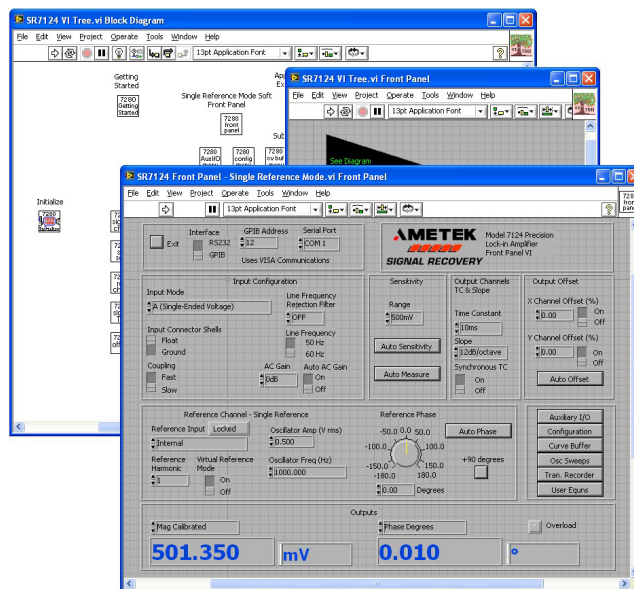 SR7124 VI Tree.vi Block Diagram
File Edit View Project Operate Tools Window Help
13pt Application Font
Getting
Started
7280
Getting
Started
Single Reference Mode Soft
Front Panel
7280
front
panel
7280
config
Initialize
7280
SR7124 VI Tree.vi Front Panel
File Edit View Project Operate Tools Window Help
13pt Application Font
See Diagram
SR7124 Front Panel - Single Reference Mode.vi Front Panel
File Edit View Project Operate Tools Window Help
13pt Application Font
Exit
Interface
RS232
GPIB
GPIB Address
12
Serial Port
COM 1
Uses VISA Communications
AMETEK
SIGNAL RECOVERY
Model 7124 Precision
Lock-in Amplifier
Front Panel VI
Input Configuration
Input Mode
A (Single-Ended Voltage)
Line Frequency
Rejection Filter
OFF
Input Connector Shells
Float
Ground
Line Frequency
50 Hz
60 Hz
Coupling
Fast
Slow
AC Gain
0dB
Auto AC Gain
On
Off
Sensitivity
Range
500mV
Auto Sensitivity
Auto Measure
Output Channels
TC & Slope
Time Constant
10ms
Slope
12dB/octave
Synchronous TC
On
Off
Output Offset
X Channel Offset (%)
0.00
On
Off
Y Channel Offset (%)
0.00
On
Off
Auto Offset
Reference Channel - Single Reference
Reference Input
Locked
Internal
Oscillator Amp (V rms)
0.500
Reference
Harmonic
1
Virtual Reference
Mode
On
Off
Oscillator Freq (Hz)
1000.000
Reference Phase
-50.0 0.0 50.0
-100.0 100.0
-150.0 150.0
-180.0 180.0
0.00 Degrees
Auto Phase
+90 degrees
Auxiliary I/O
Configuration
Curve Buffer
Osc Sweeps
Tran. Recorder
User Equns
Outputs
Mag Calibrated
501.350 mV
Phase Degrees
0.010 °
Overload